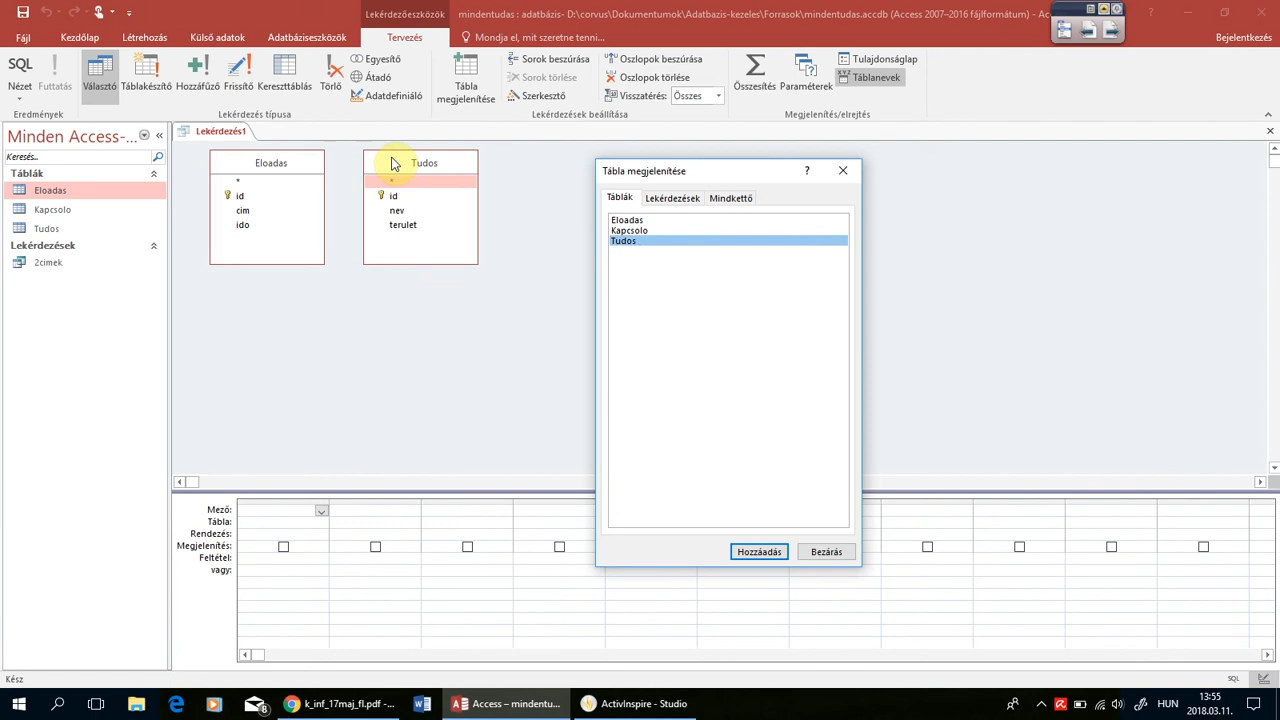 Lekérdezőeszközök
mindentudas : adatbázis- D:\corvus\Dokumentumok\Adatbazis-kezeles\Forrasok\mindentudas.accdb (Access 2007–2016 fájlformátum) - Ac...
Fájl
Kezdőlap
Létrehozás
Külső adatok
Adatbáziseszközök
Tervezés
Mondja el, mit szeretne tenni...
Bejelentkezés
SQL
Nézet
Futtatás
Választó
Táblakészítő
Hozzáfűző
Frissítő
Kereszttáblás
Törlő
Egyesítő
Átadó
Adatdefiniáló
Tábla
megjelenítése
Oszlopok beszúrása
Sorok beszúrása
Oszlopok törlése
Sorok törlése
Szerkesztő
Visszatérés:
Összes
Összesítés
Paraméterek
Tulajdonságlap
XYZ Táblanevek
Eredmények
Lekérdezés típusa
Lekérdezések beállítása
Megjelenítés/elrejtés
Minden Access-...
Keresés...
Táblák
Eloadas
Kapcsolo
Tudos
Lekérdezések
2cimek
Lekérdezés1
Eloadas
*
id
cim
ido
Tudos
*
id
nev
terulet
Tábla megjelenítése
?
Táblák
Lekérdezések
Mindkettő
Eloadas
Kapcsolo
Tudos
Hozzáadás
Bezárás
Mező:
Tábla:
Rendezés:
Megjelenítés:
Feltétel:
vagy:
Kész
SQL
8
k_inf_17maj_fl.pdf -...
Access – mindentu...
ActivInspire - Studio
HUN
13:55
2018.03.11.